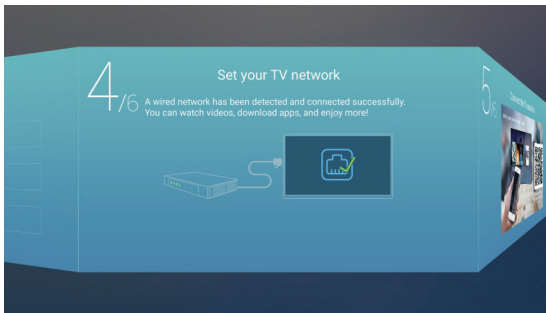 4/6
Set your TV network
A wired network has been detected and connected successfully.
You can watch videos, download apps, and enjoy more!
5/6